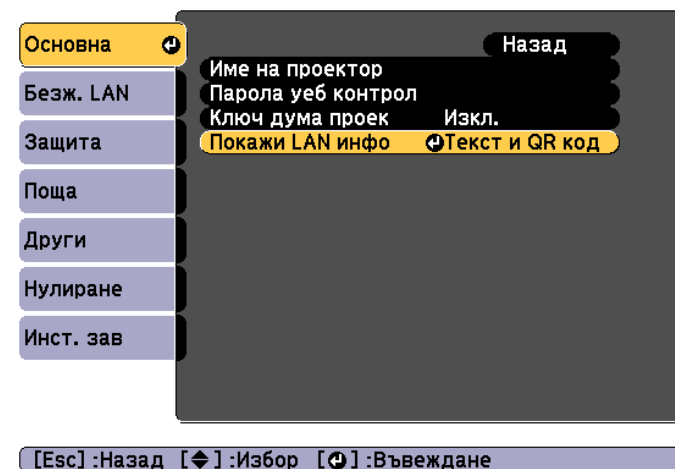 Основна
Назад
Име на проектор
Безж. LAN
Парола уеб контрол
Ключ дума проек Изкл.
Защита
Покажи LAN инфо Текст и QR код
Поща
Други
Нулиране
Инст. зав
[Esc] :Назад [ ] :Избор [ ] :Въвеждане